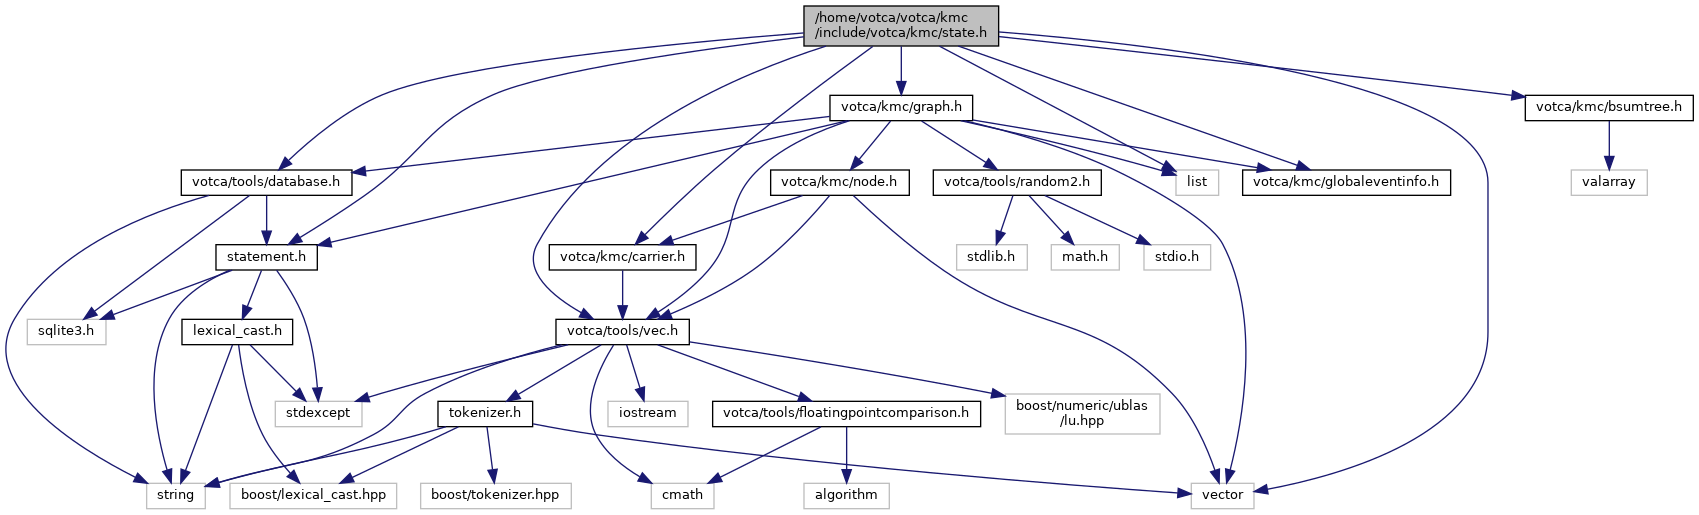 /home/votca/votca/kmc
/include/votca/kmc/state.h
votca/kmc/graph.h
votca/kmc/bsumtree.h
votca/tools/database.h
votca/kmc/node.h
votca/tools/random2.h
list
votca/kmc/globaleventinfo.h
valarray
statement.h
votca/kmc/carrier.h
stdlib.h
math.h
stdio.h
sqlite3.h
lexical_cast.h
votca/tools/vec.h
stdexcept
tokenizer.h
iostream
votca/tools/floatingpointcomparison.h
boost/numeric/ublas
/lu.hpp
string
boost/lexical_cast.hpp
boost/tokenizer.hpp
cmath
algorithm
vector